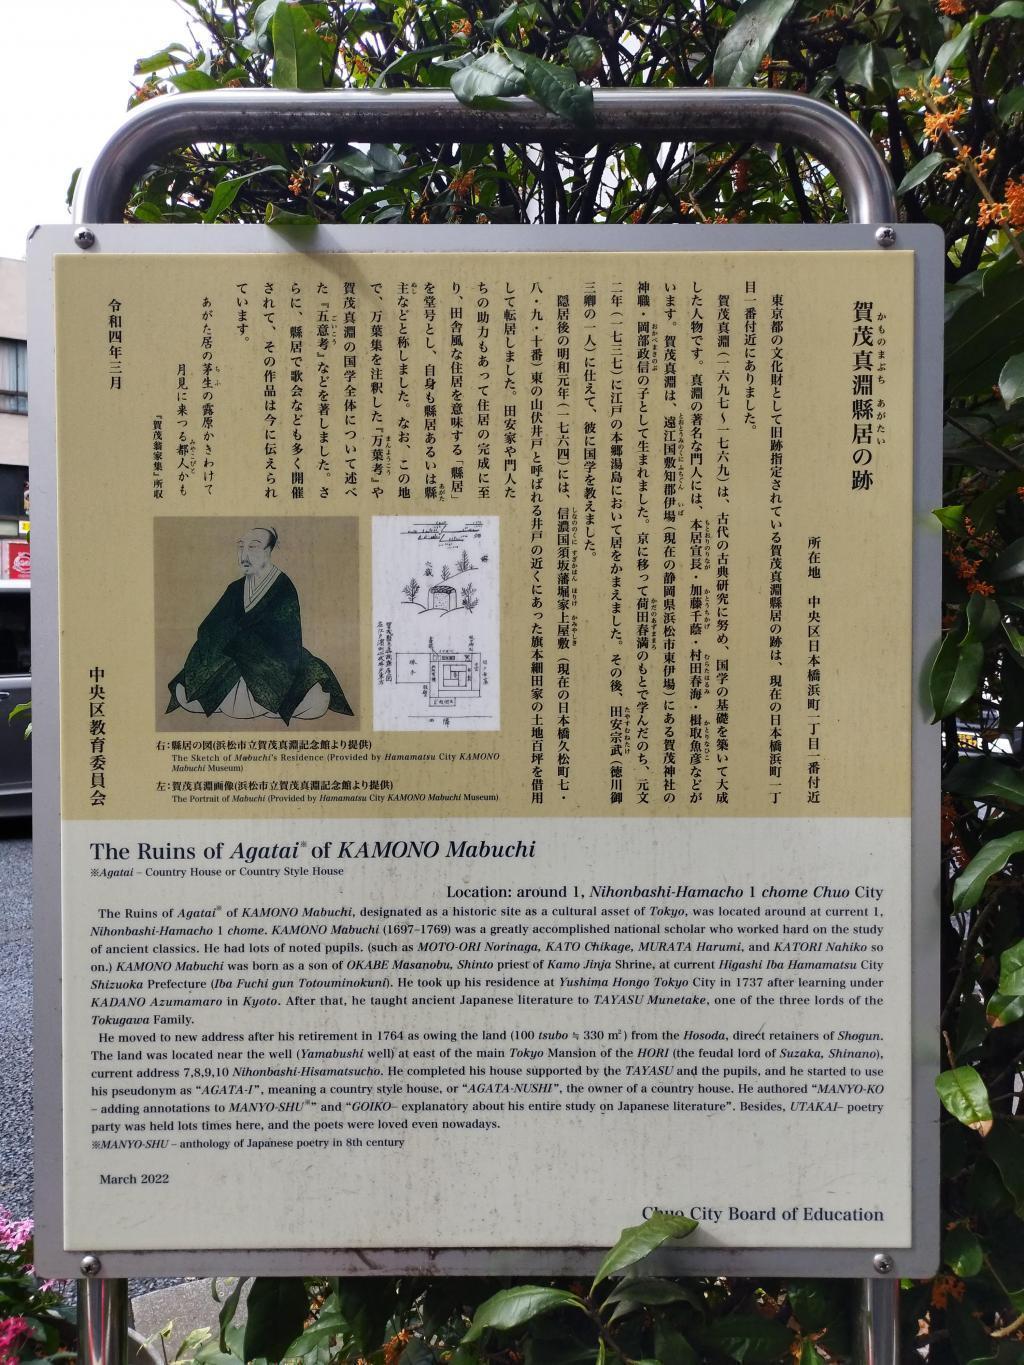 賀茂真淵縣居の跡
かものまぶち あがたい
所在地 中央区日本橋浜町一丁目一番付近
東京都の文化財として旧跡指定されている賀茂真淵縣居の跡は、現在の日本橋浜町一丁
目一番付近にありました。
賀茂真淵(一六九七～一七六九)は、古代の古典研究に努め、国学の基礎を築いて大成
した人物です。真淵の著名な門人には、本居宣長・加藤千蔭・村田春海・楫取魚彦などが
います。賀茂真淵は、遠江国敷知郡伊場(現在の静岡県浜松市東伊場)にある賀茂神社の
神職・岡部政信の子として生まれました。京に移って荷田春満のもとで学んだのち、元文
二年(一七三七)に江戸の本郷湯島において居をかまえました。その後、田安宗武(徳川御
三卿の一人)に仕えて、彼に国学を教えました。
隠居後の明和元年(一七六四)には、信濃国須坂藩堀家上屋敷(現在の日本橋久松町七・
八・九・十番)東の山伏井戸と呼ばれる井戸の近くにあった旗本細田家の土地百坪を借用
して転居しました。田安家や門人た
ちの助力もあって住居の完成に至
り、田舎風な住居を意味する「縣居」
を堂号とし、自身も縣居あるいは縣
主などと称しました。なお、この地
で、万葉集を注釈した『万葉考』や
賀茂真淵の国学全体について述べ
た『五意考』などを著しました。さ
らに、縣居で歌会なども多く開催
されて、その作品は今に伝えられ
ています。
あがた居の茅生の露原かきわけて
月見に来つる都人かも
『賀茂翁家集』所収
令和四年三月
中央区教育委員会
右：縣居の図(浜松市立賀茂真淵記念館より提供)
The Sketch of Mabuchi's Residence (Provided by Hamamatsu City KAMONO
Mabuchi Museum)
左：賀茂真淵画像(浜松市立賀茂真淵記念館より提供)
The Portrait of Mabuchi (Provided by Hamamatsu City KAMONO Mabuchi Museum)
The Ruins of Agatai※ of KAMONO Mabuchi
※Agatai – Country House or Country Style House
Location: around 1, Nihonbashi-Hamacho 1 chome Chuo City
The Ruins of Agatai※ of KAMONO Mabuchi, designated as a historic site as a cultural asset of Tokyo, was located around at current 1,
Nihonbashi-Hamacho 1 chome. KAMONO Mabuchi (1697–1769) was a greatly accomplished national scholar who worked hard on the study
of ancient classics. He had lots of noted pupils. (such as MOTO-ORI Norinaga, KATO Chikage, MURATA Harumi, and KATORI Nahiko so
on.) KAMONO Mabuchi was born as a son of OKABE Masanobu, Shinto priest of Kamo Jinja Shrine, at current Higashi Iba Hamamatsu City
Shizuoka Prefecture (Iba Fuchi gun Totouminokuni). He took up his residence at Yushima Hongo Tokyo City in 1737 after learning under
KADANO Azumamaro in Kyoto. After that, he taught ancient Japanese literature to TAYASU Munetake, one of the three lords of the
Tokugawa Family.
He moved to new address after his retirement in 1764 as owing the land (100 tsubo ≒ 330 m²) from the Hosoda, direct retainers of Shogun.
The land was located near the well (Yamabushi well) at east of the main Tokyo Mansion of the HORI (the feudal lord of Suzaka, Shinano),
current address 7,8,9,10 Nihonbashi-Hisamatsucho. He completed his house supported by the TAYASU and the pupils, and he started to use
his pseudonym as “AGATA-I”, meaning a country style house, or “AGATA-NUSHI”, the owner of a country house. He authored “MANYO-KO
– adding annotations to MANYO-SHU※” and “GOIKO– explanatory about his entire study on Japanese literature”. Besides, UTAKAI– poetry
party was held lots times here, and the poets were loved even nowadays.
※MANYO-SHU – anthology of Japanese poetry in 8th century
March 2022
Chuo City Board of Education